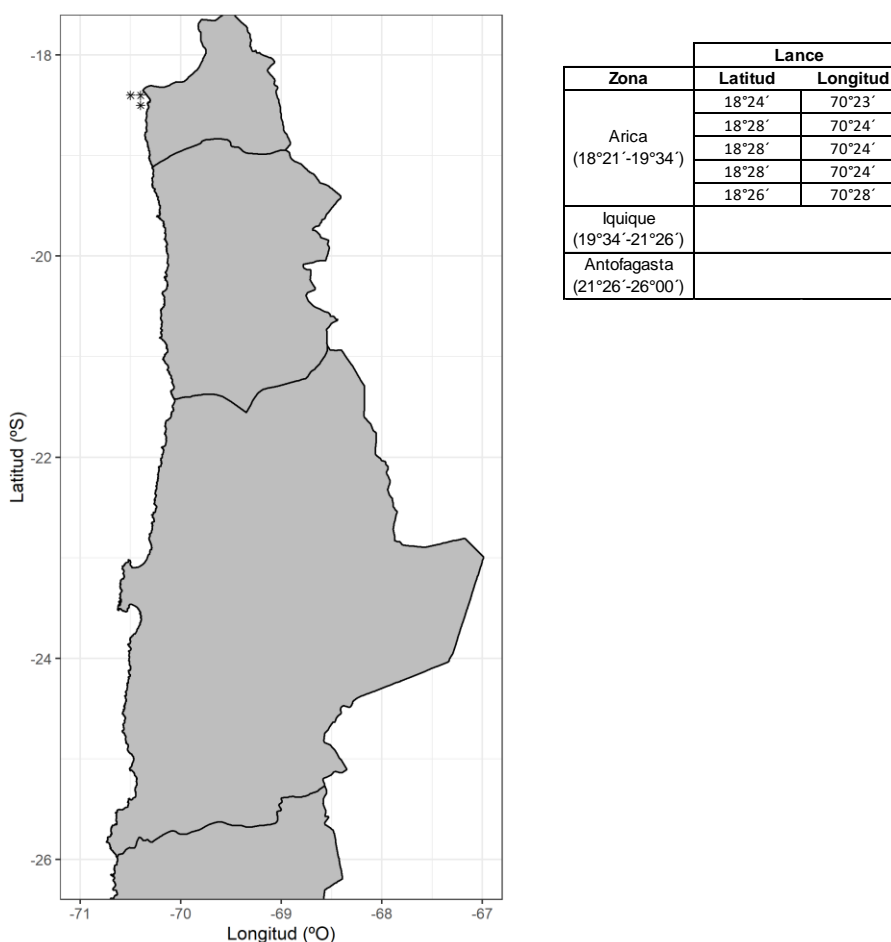 -18
-20
-22
-24
-26
Latitud (ºS)
-71 -70 -69 -68 -67
Longitud (ºO)
Lance
Zona Latitud Longitud
Arica
(18°21´-19°34´)
18°24´ 70°23´
18°28´ 70°24´
18°28´ 70°24´
18°28´ 70°24´
18°26´ 70°28´
Iquique
(19°34´-21°26´)
Antofagasta
(21°26´-26°00´)